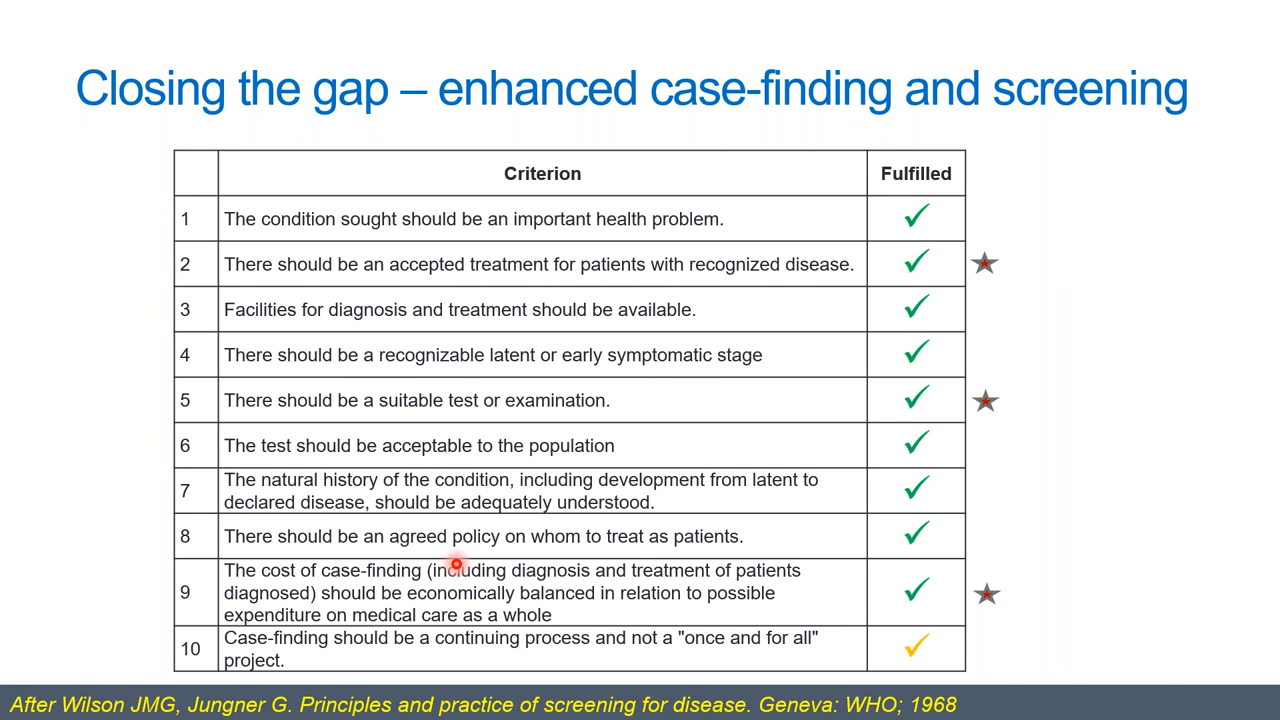 Closing the gap – enhanced case-finding and screening
Criterion
Fulfilled
1
The condition sought should be an important health problem.
2
There should be an accepted treatment for patients with recognized disease.
3
Facilities for diagnosis and treatment should be available.
4
There should be a recognizable latent or early symptomatic stage
5
There should be a suitable test or examination.
6
The test should be acceptable to the population
7
The natural history of the condition, including development from latent to
declared disease, should be adequately understood.
8
There should be an agreed policy on whom to treat as patients.
9
The cost of case-finding (including diagnosis and treatment of patients
diagnosed) should be economically balanced in relation to possible
expenditure on medical care as a whole
10
Case-finding should be a continuing process and not a "once and for all"
project.
After Wilson JMG, Jungner G. Principles and practice of screening for disease. Geneva: WHO; 1968